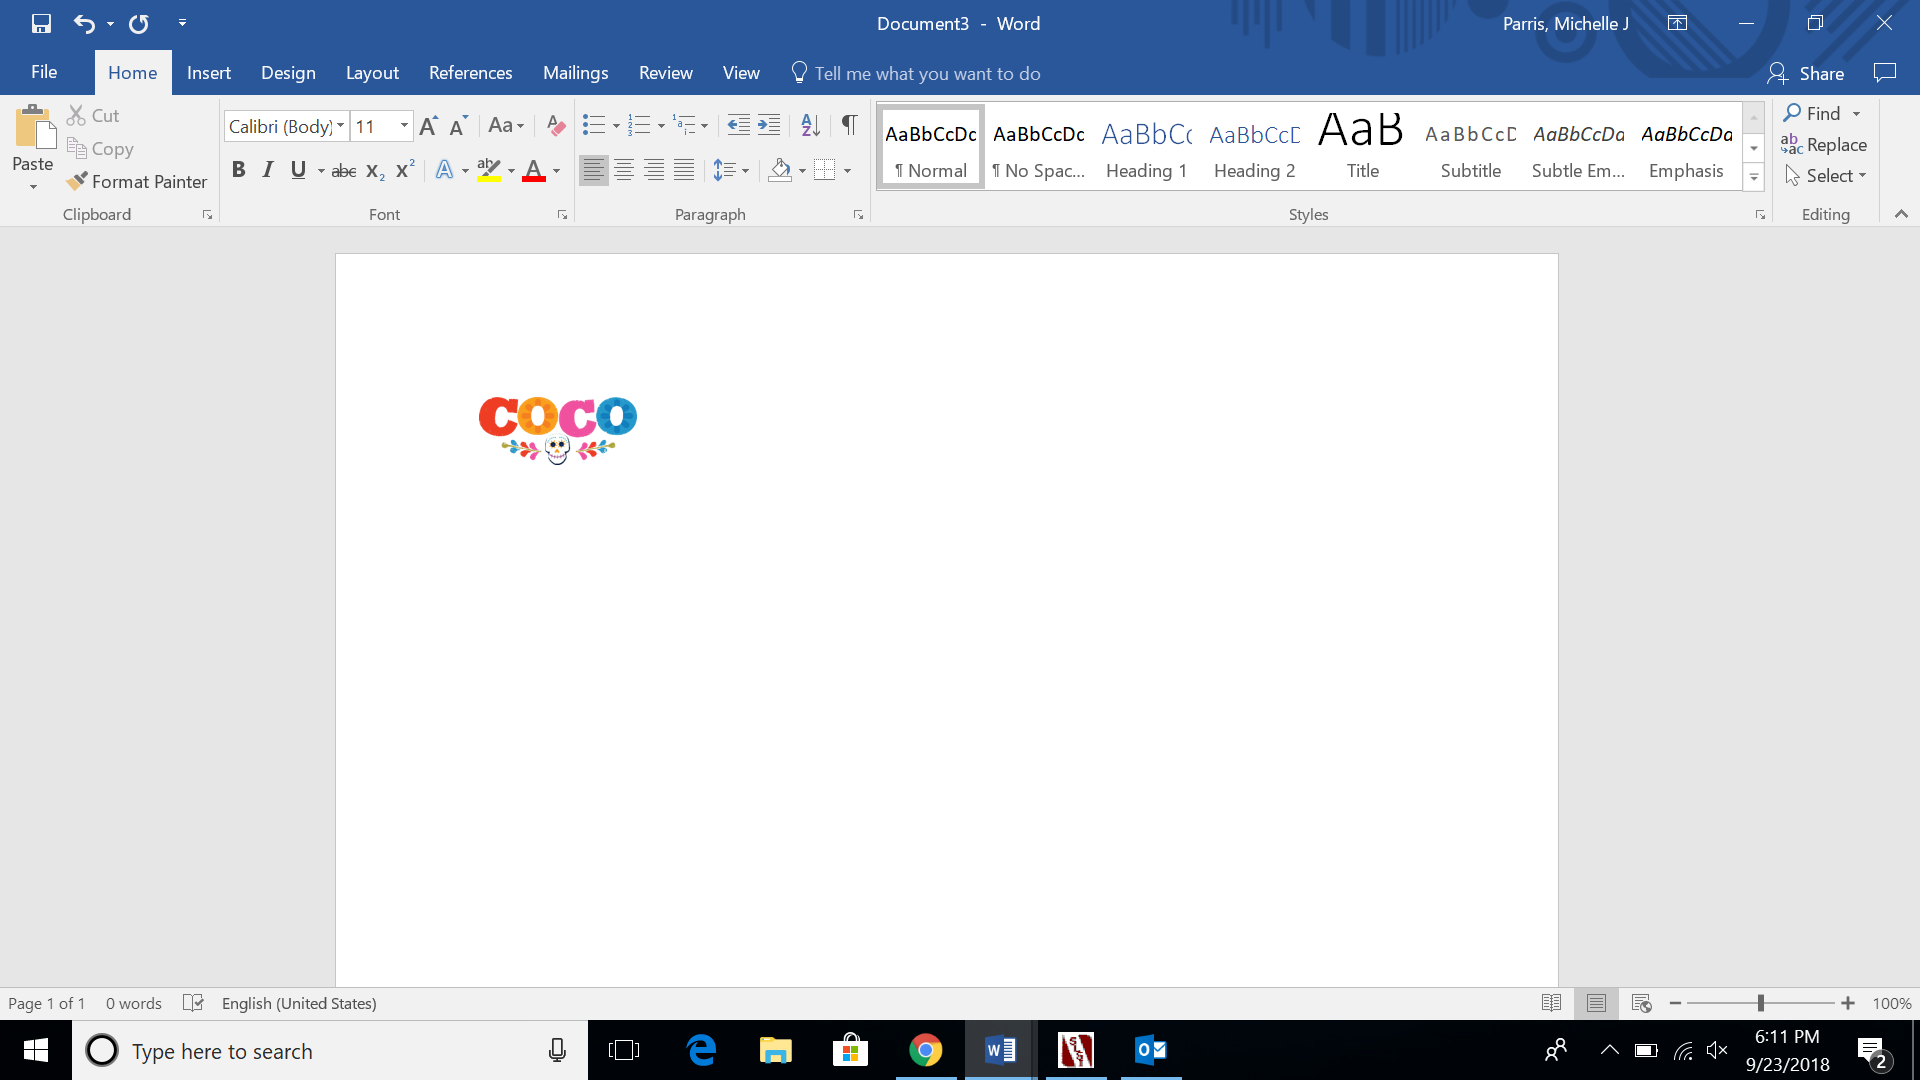 Document3 - Word
Parris, Michelle J
File Home Insert Design Layout References Mailings Review View Tell me what you want to do Share
Paste
Cut
Copy
Format Painter
Clipboard
Calibri (Body) 11 Aa
B I U abc X₂ X² A ab A
Font
A Z ¶
Paragraph
AaBbCcDc AaBbCcDc AaBbCc AaBbCcD AaB AaBbCcD AaBbCcDa AaBbCcDa
¶ Normal ¶ No Spac... Heading 1 Heading 2 Title Subtitle Subtle Em... Emphasis
Styles
Find
Replace
Select
Editing
COCO
Page 1 of 1 0 words English (United States) 100%
Type here to search
6:11 PM
9/23/2018
2